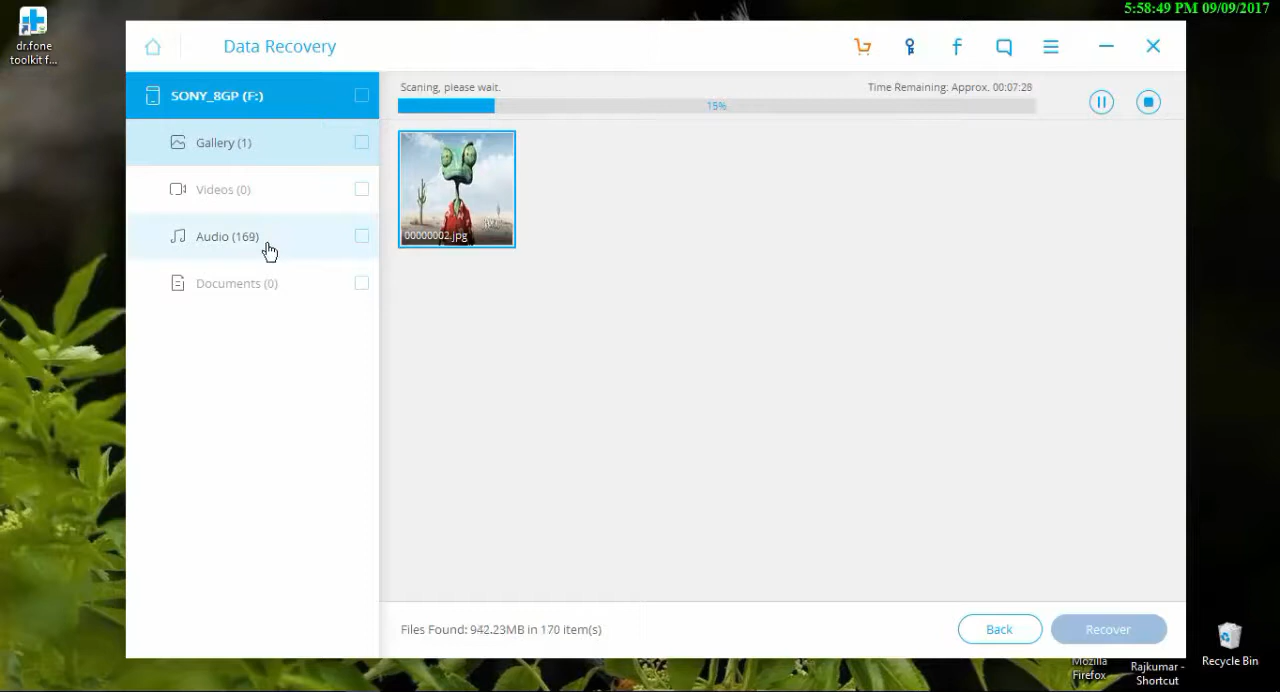 5:58:49 PM 09/09/2017
dr.fone
toolkit f...
Data Recovery
SONY_8GP (F:)
Gallery (1)
Videos (0)
Audio (169)
Documents (0)
Scaning, please wait.
Time Remaining: Approx. 00:07:28
15%
00000002.jpg
Files Found: 942.23MB in 170 item(s)
Back
Recover
Mozilla
Firefox
Rajkumar -
Shortcut
Recycle Bin